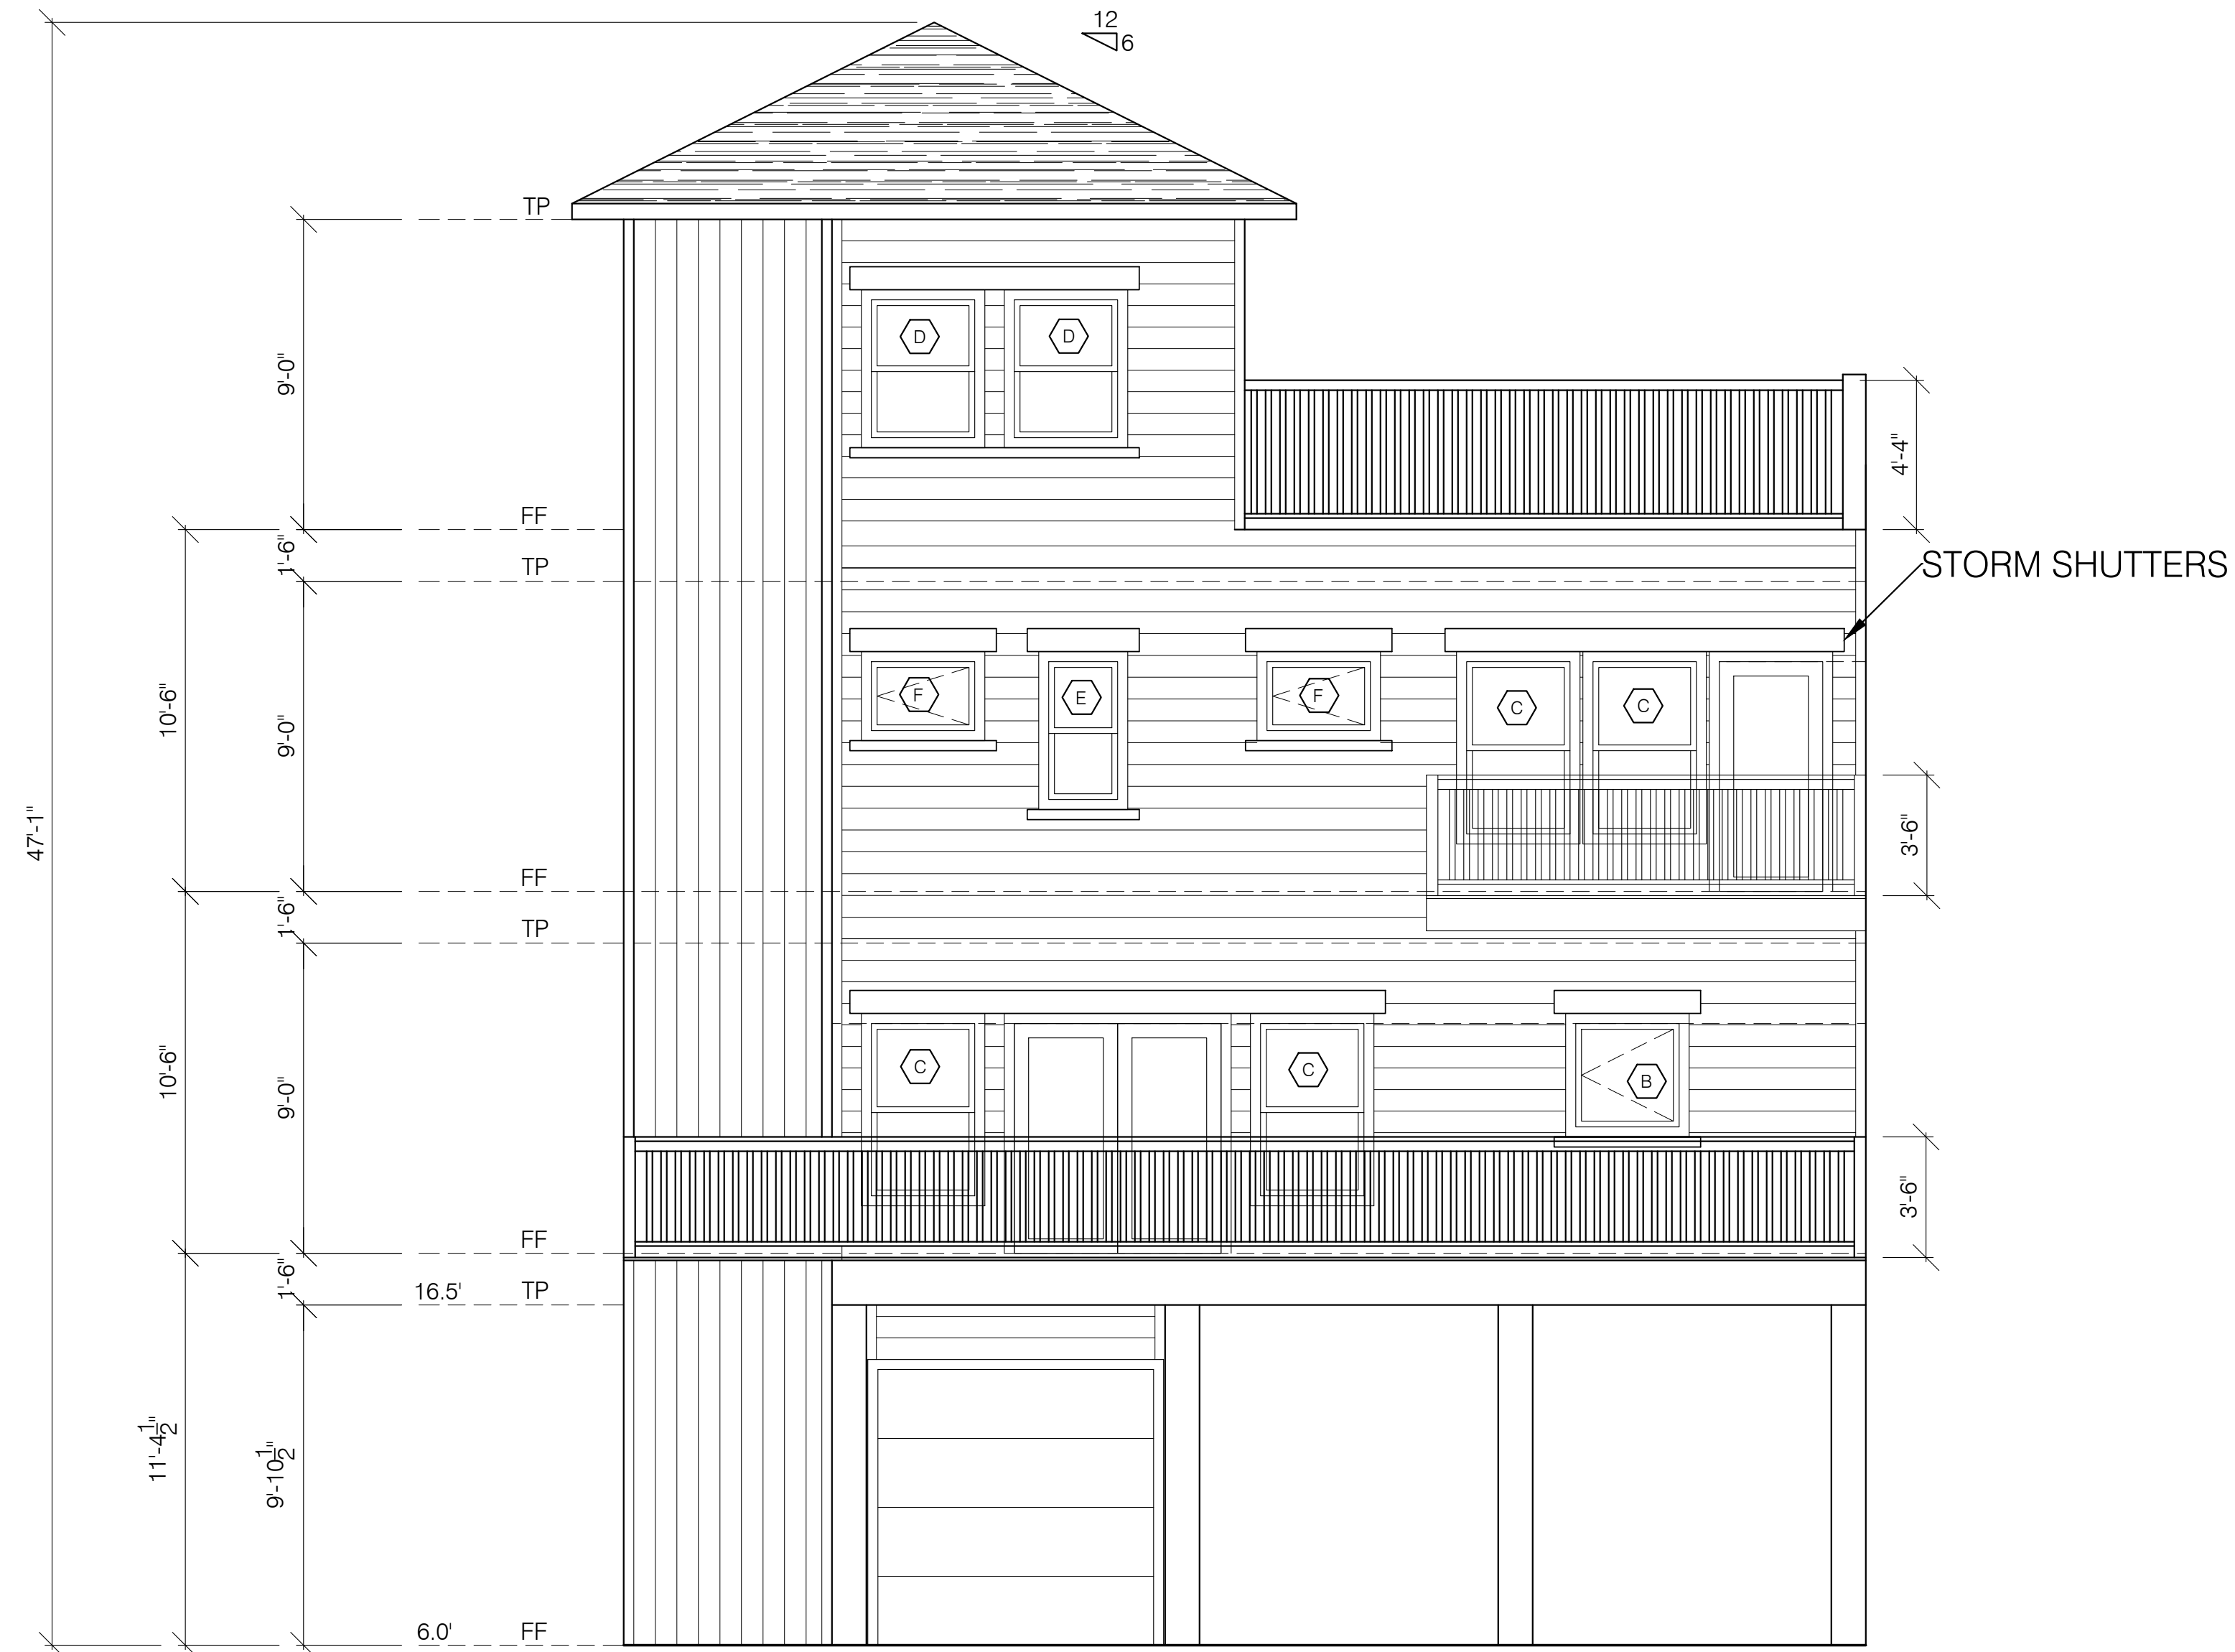 12
6
TP
D
D
9'-0"
4'-4"
FF
1'-6"
TP
STORM SHUTTERS
F
E
F
C
C
10'-6"
9'-0"
47'-1"
3'-6"
FF
1'-6"
TP
C
C
B
10'-6"
9'-0"
3'-6"
FF
1'-6"
16.5'
TP
11'-4 1/2"
9'-10 1/2"
6.0'
FF